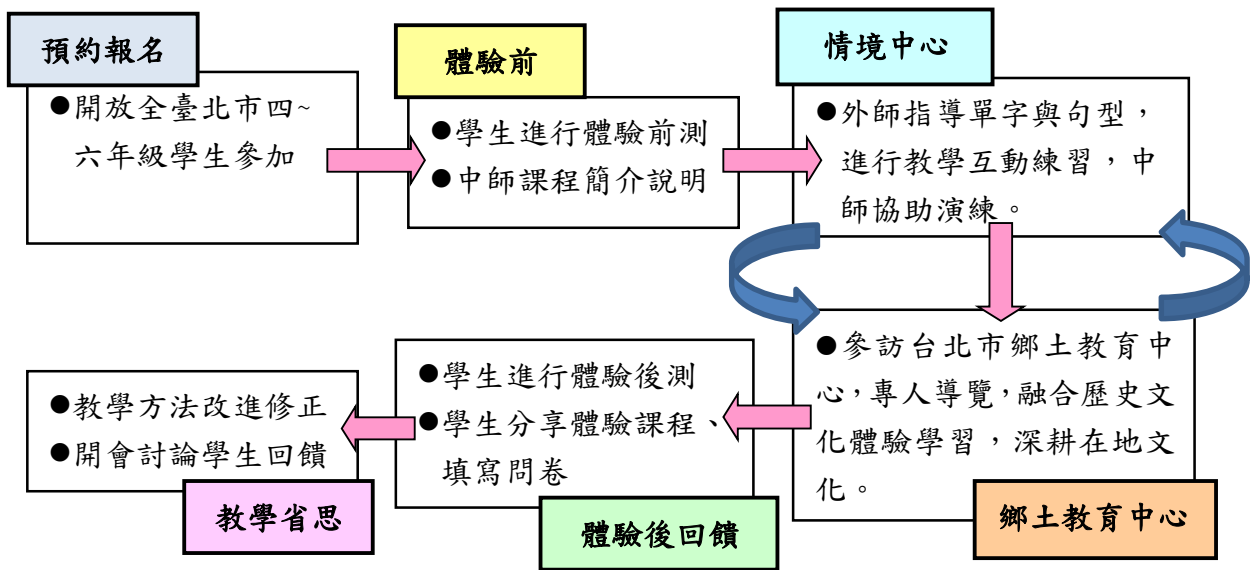 預約報名
●開放全臺北市四~
六年級學生參加
體驗前
●學生進行體驗前測
●中師課程簡介說明
情境中心
●外師指導單字與句型，
進行教學互動練習，中
師協助演練。
●參訪台北市鄉土教育中
心，專人導覽，融合歷史文
化體驗學習，深耕在地文
化。
鄉土教育中心
●學生進行體驗後測
●學生分享體驗課程、
填寫問卷
體驗後回饋
●教學方法改進修正
●開會討論學生回饋
教學省思